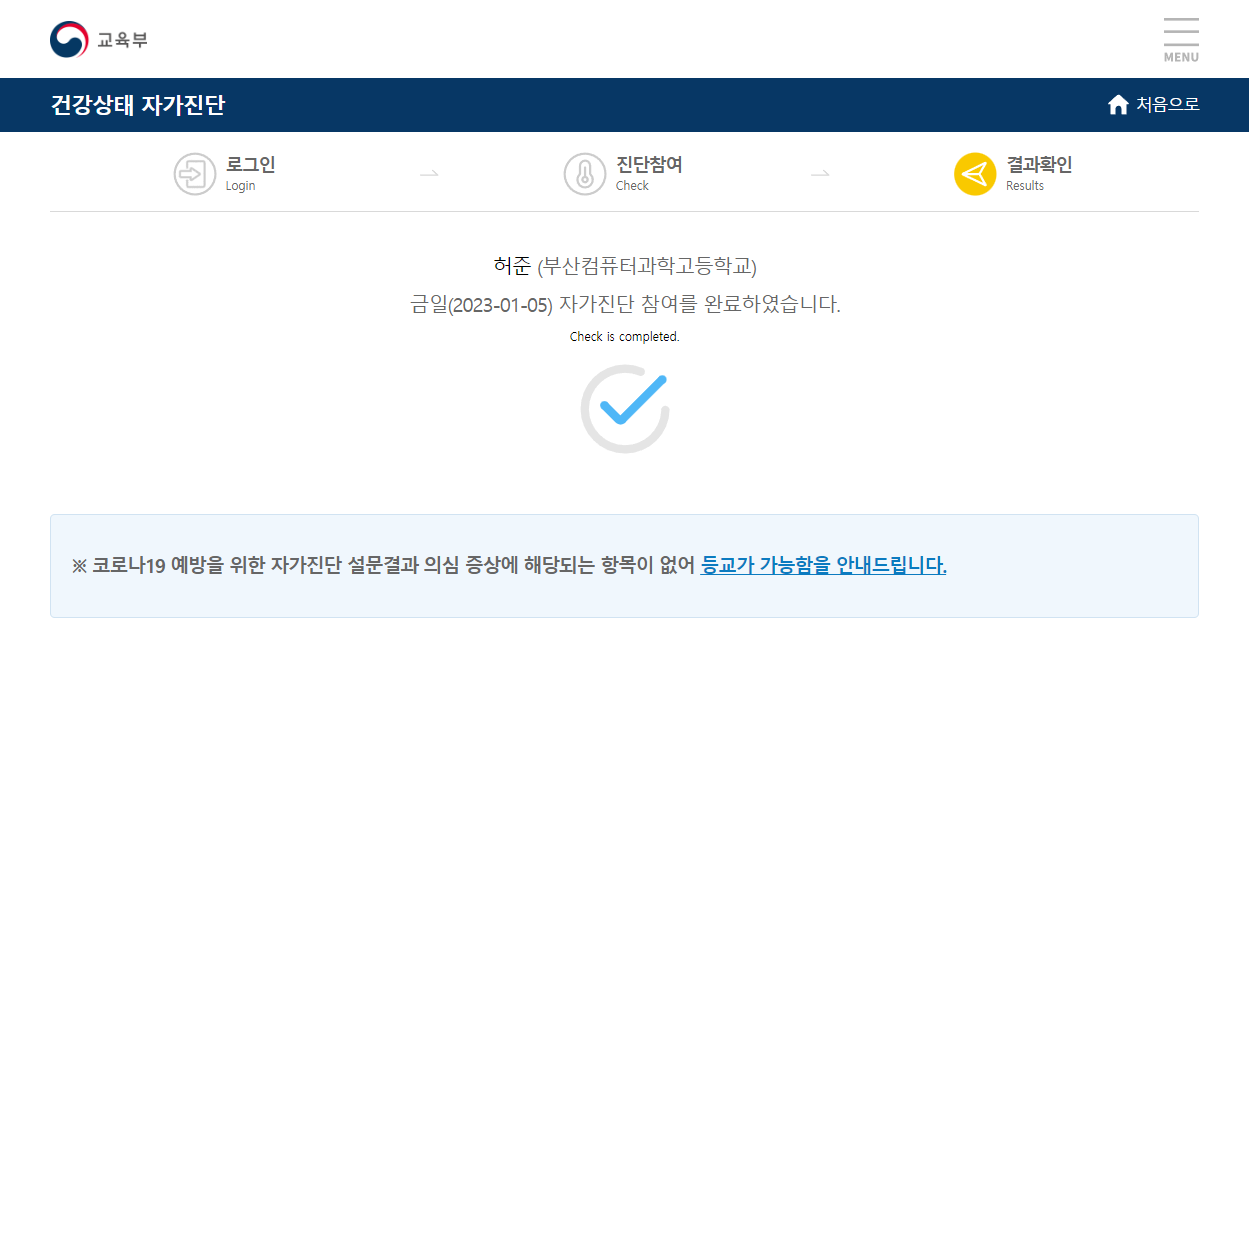 교육부
MENU
건강상태 자가진단
처음으로
로그인
Login
진단참여
Check
결과확인
Results
허준 (부산컴퓨터과학고등학교)
금일(2023-01-05) 자가진단 참여를 완료하였습니다.
Check is completed.
※ 코로나19 예방을 위한 자가진단 설문결과 의심 증상에 해당되는 항목이 없어 등교가 가능함을 안내드립니다.